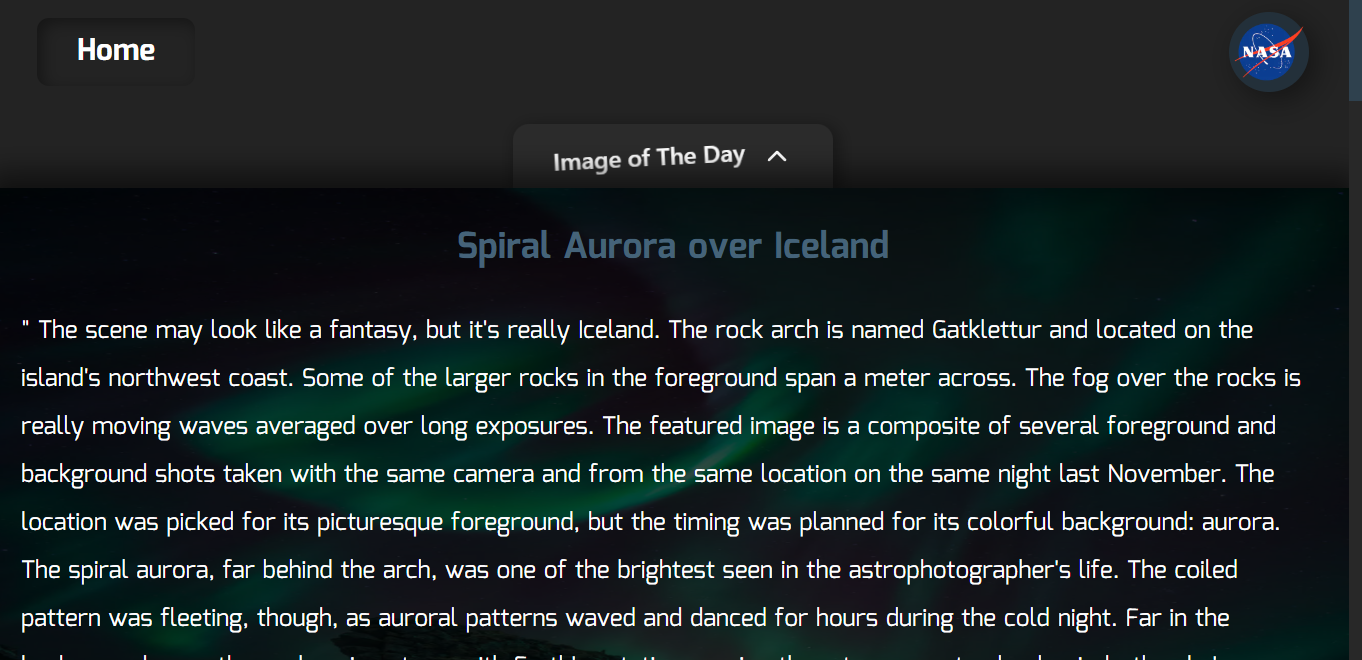 Home
NASA
Image of The Day
Spiral Aurora over Iceland
" The scene may look like a fantasy, but it's really Iceland. The rock arch is named Gatklettur and located on the
island's northwest coast. Some of the larger rocks in the foreground span a meter across. The fog over the rocks is
really moving waves averaged over long exposures. The featured image is a composite of several foreground and
background shots taken with the same camera and from the same location on the same night last November. The
location was picked for its picturesque foreground, but the timing was planned for its colorful background: aurora.
The spiral aurora, far behind the arch, was one of the brightest seen in the astrophotographer's life. The coiled
pattern was fleeting, though, as auroral patterns waved and danced for hours during the cold night. Far in the